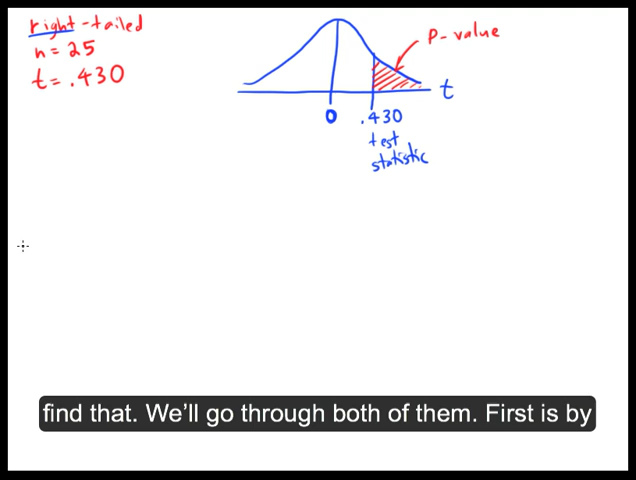 right-tailed
n = 25
t = .430
P-value
t
0
.430
test
statistic
find that. We'll go through both of them. First is by